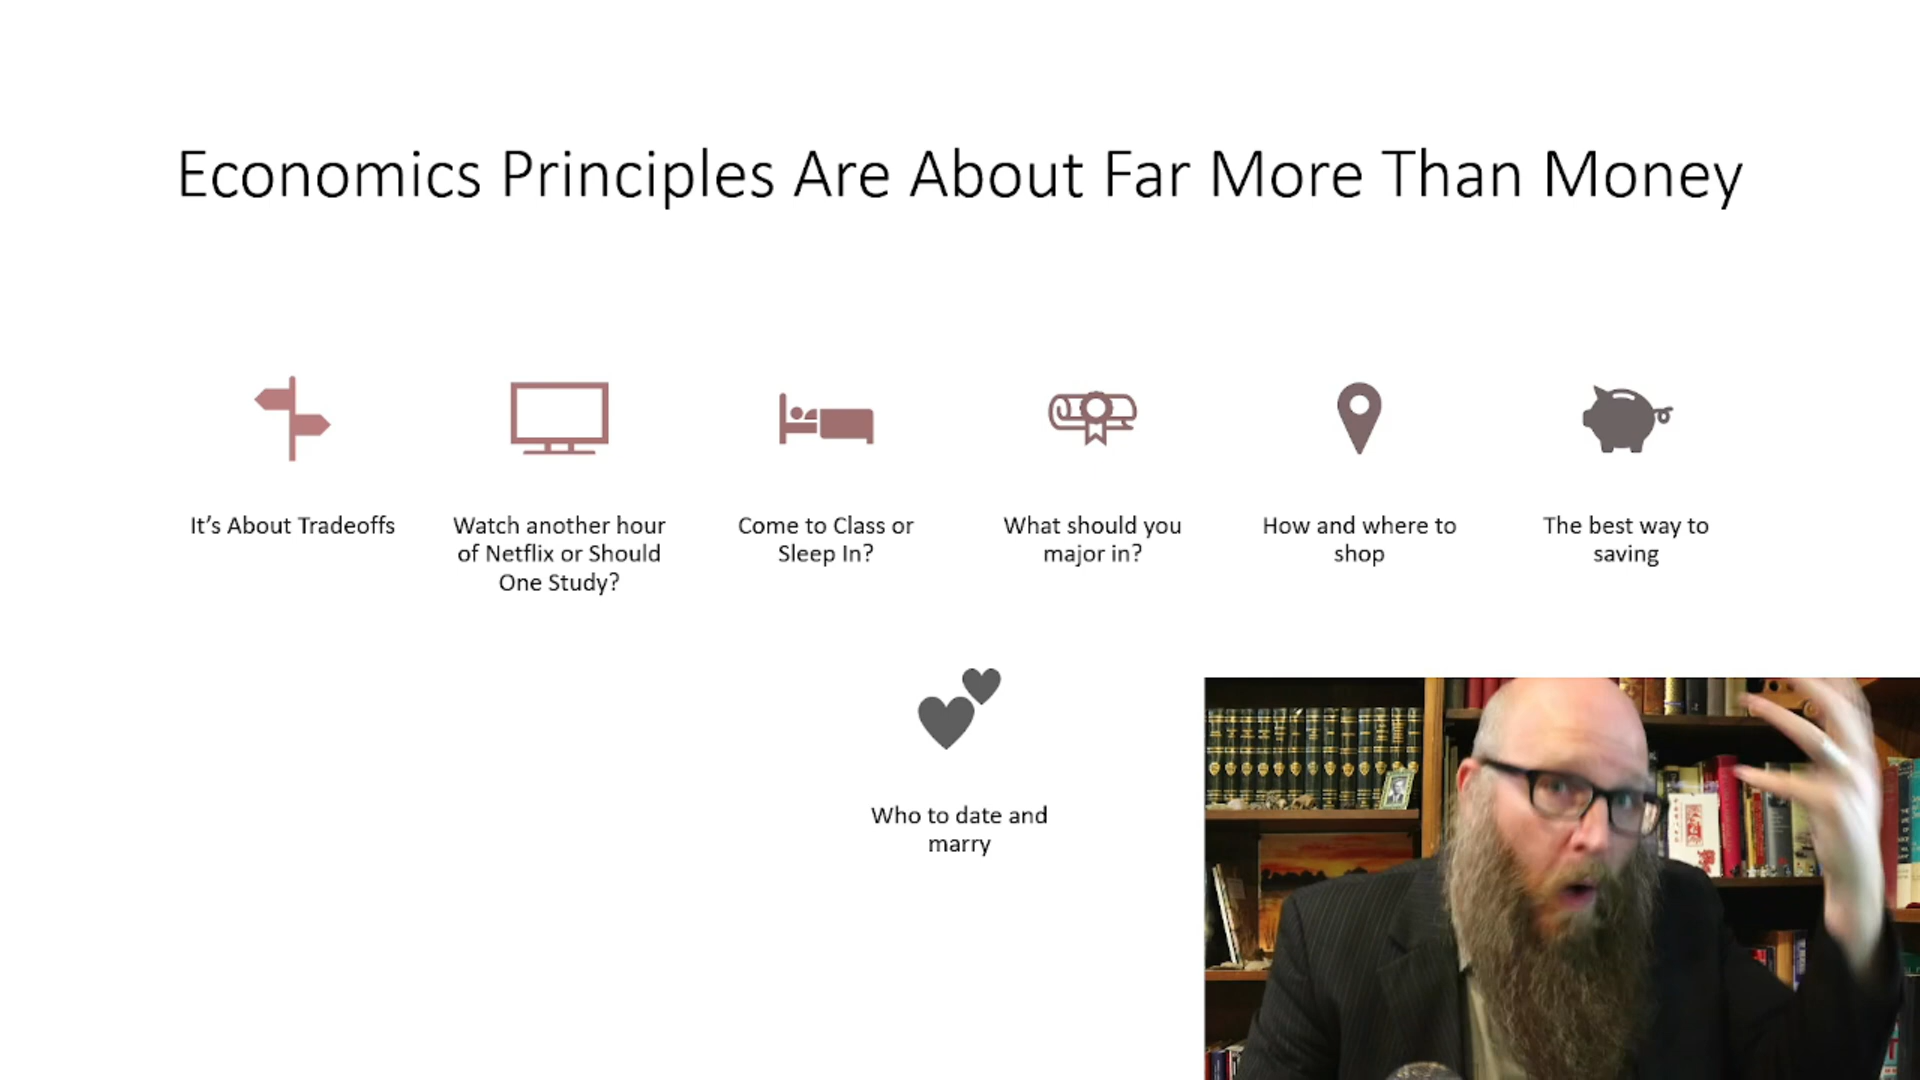 Economics Principles Are About Far More Than Money
It's About Tradeoffs
Watch another hour
of Netflix or Should
One Study?
Come to Class or
Sleep In?
What should you
major in?
How and where to
shop
The best way to
saving
Who to date and
marry